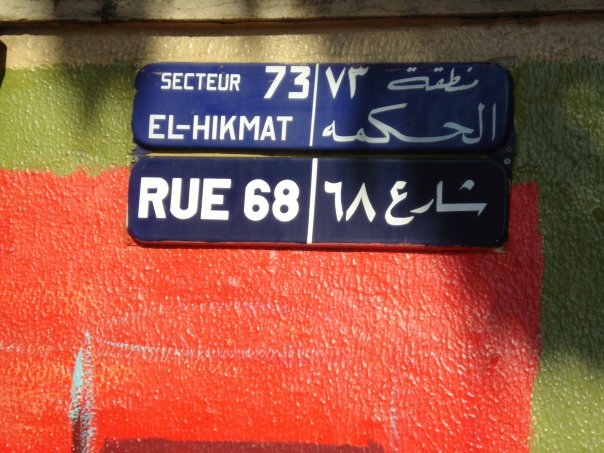 SECTEUR 73
EL-HIKMAT
منطقة ٧٣
الحكمه
RUE 68
شارع ٦٨